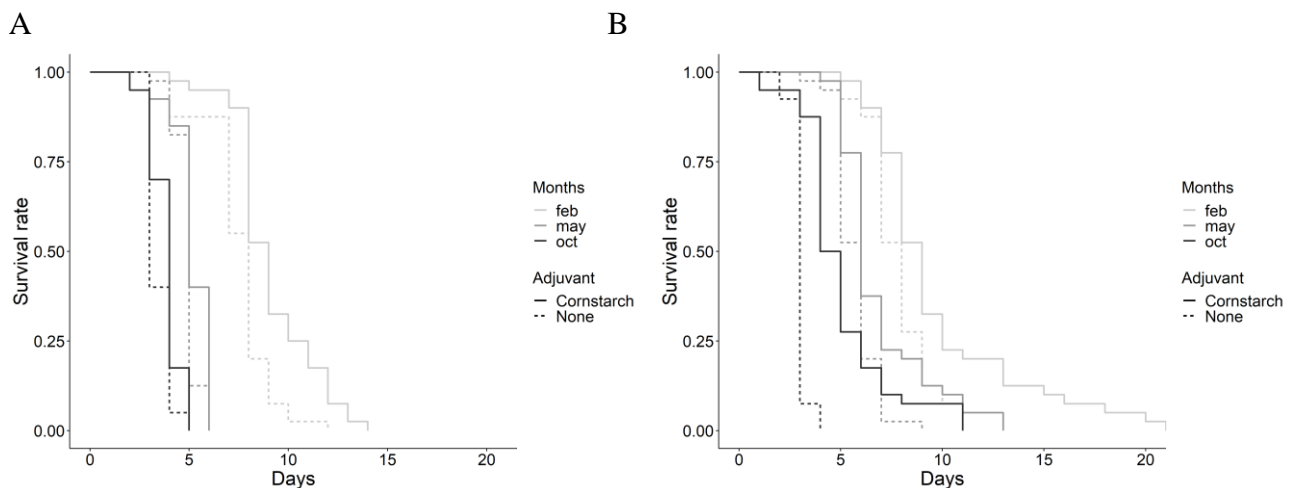 A
Survival rate
1.00
0.75
0.50
0.25
0.00
0
5
10
15
20
Days
Months
feb
may
oct
Adjuvant
Cornstarch
None
B
Survival rate
1.00
0.75
0.50
0.25
0.00
0
5
10
15
20
Days
Months
feb
may
oct
Adjuvant
Cornstarch
None